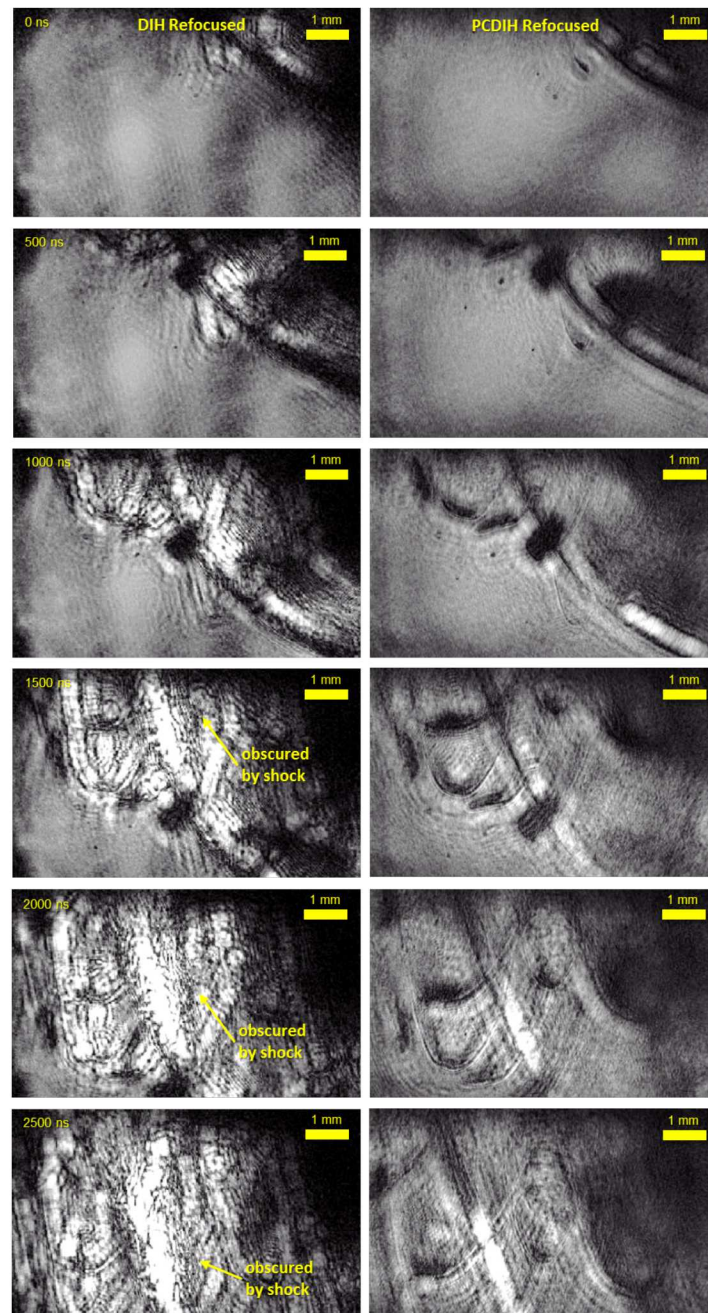 0 ns
DIH Refocused
1 mm
PCDIH Refocused
1 mm
500 ns
1 mm
1 mm
1000 ns
1 mm
1 mm
1500 ns
1 mm
obscured
by shock
1 mm
2000 ns
1 mm
obscured
by shock
1 mm
2500 ns
1 mm
obscured
by shock
1 mm